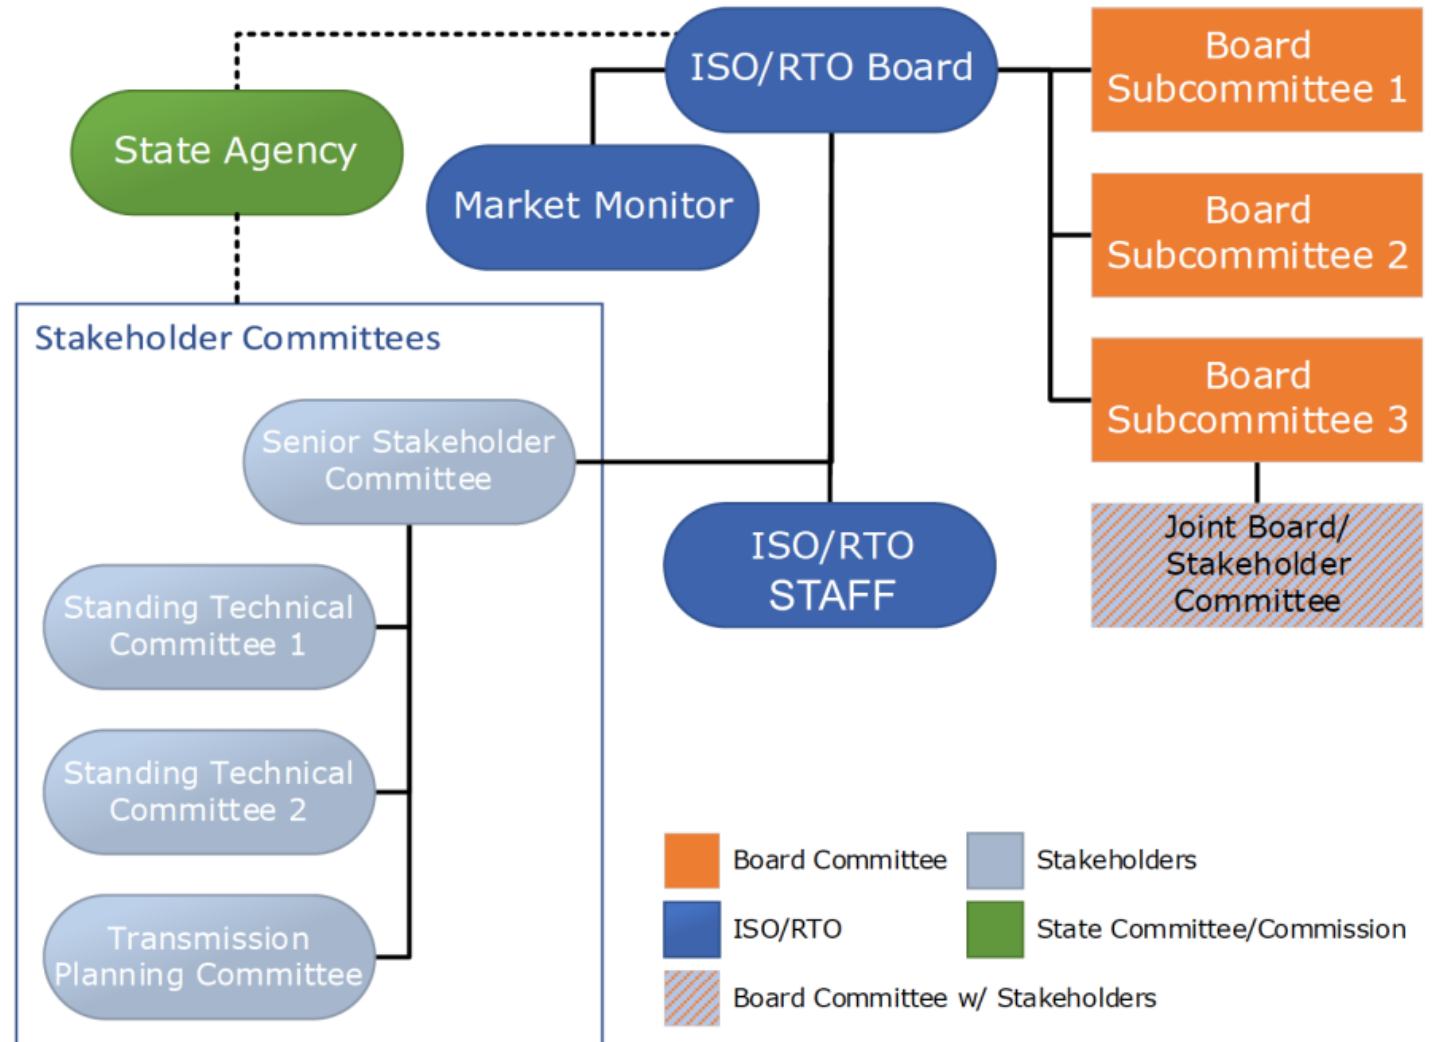 ISO/RTO Board
Board
Subcommittee 1
State Agency
Market Monitor
Board
Subcommittee 2
Board
Subcommittee 3
Stakeholder Committees
Senior Stakeholder
Committee
ISO/RTO
STAFF
Joint Board/
Stakeholder
Committee
Standing Technical
Committee 1
Standing Technical
Committee 2
Transmission
Planning Committee
Board Committee
Stakeholders
ISO/RTO
State Committee/Commission
Board Committee w/ Stakeholders